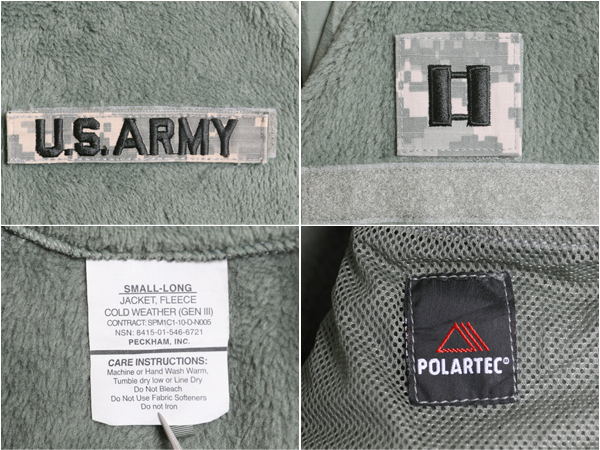 U.S. ARMY
SMALL-LONG
JACKET, FLEECE
COLD WEATHER (GEN III)
CONTRACT: SPM1C1-10-D-N005
NSN: 8415-01-546-6721
PECKHAM, INC.
CARE INSTRUCTIONS:
Machine or Hand Wash Warm,
Tumble dry low or Line Dry
Do Not Bleach
Do Not Use Fabric Softeners
Do not Iron
POLARTEC®